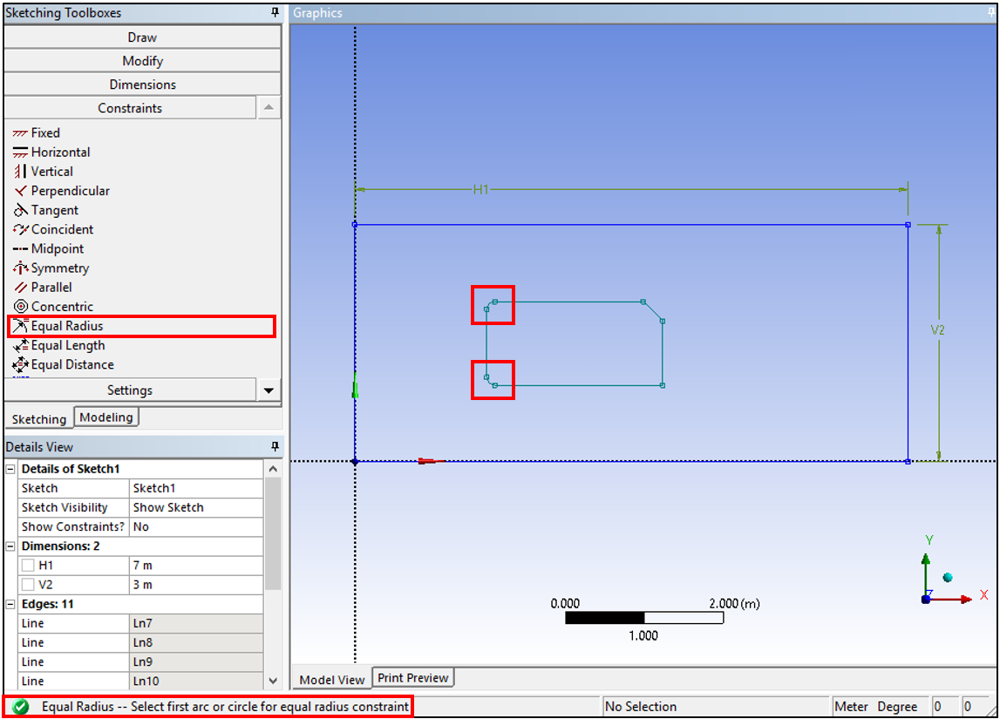 Sketching Toolboxes
Draw
Modify
Dimensions
Constraints
Fixed
Horizontal
Vertical
Perpendicular
Tangent
Coincident
Midpoint
Symmetry
Parallel
Concentric
Equal Radius
Equal Length
Equal Distance
Settings
Sketching Modeling
Details View
Details of Sketch1
Sketch Sketch1
Sketch Visibility Show Sketch
Show Constraints? No
Dimensions: 2
H1 7 m
V2 3 m
Edges: 11
Line Ln7
Line Ln8
Line Ln9
Line Ln10
Graphics
H1
V2
Y
Z X
0.000 2.000 (m)
1.000
Model View Print Preview
Equal Radius -- Select first arc or circle for equal radius constraint No Selection Meter Degree 0 0